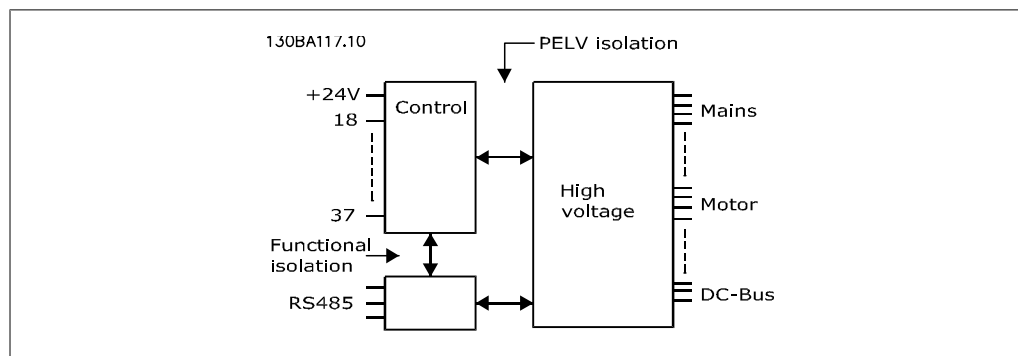 130BA117.10
PELV isolation
+24V
Control
18
Mains
37
High
voltage
Motor
Functional
isolation
RS485
DC-Bus